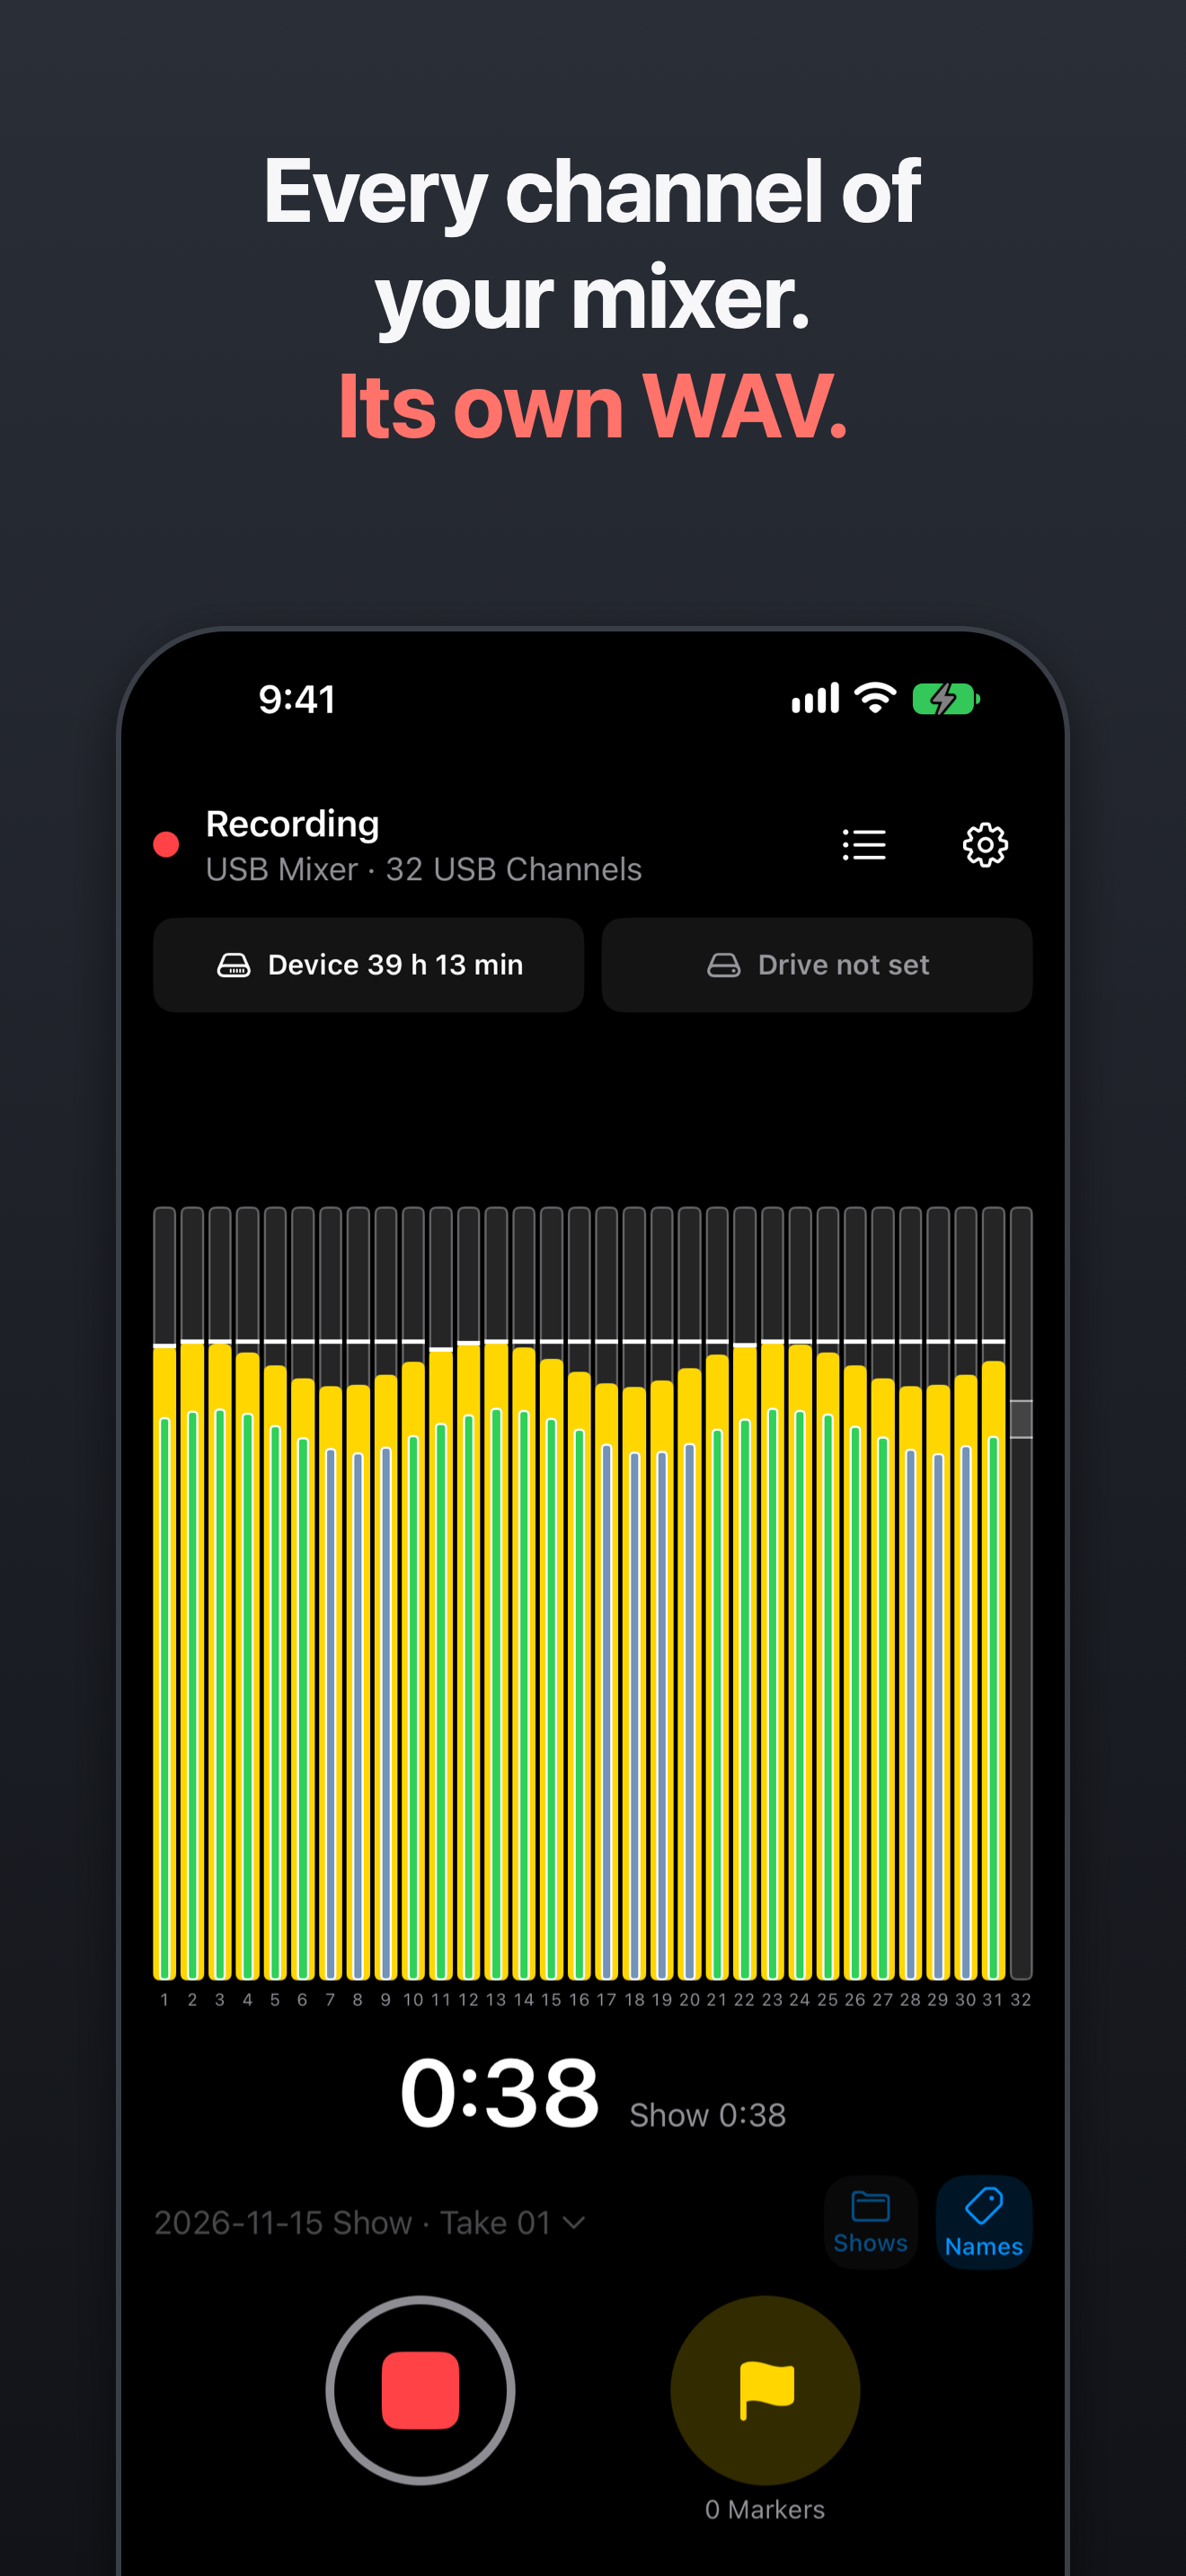 Every channel of
your mixer.
Its own WAV.
9:41
Recording
USB Mixer · 32 USB Channels
Device 39 h 13 min
Drive not set
1 2 3 4 5 6 7 8 9 10 11 12 13 14 15 16 17 18 19 20 21 22 23 24 25 26 27 28 29 30 31 32
0:38 Show 0:38
2026-11-15 Show · Take 01
Shows
Names
0 Markers